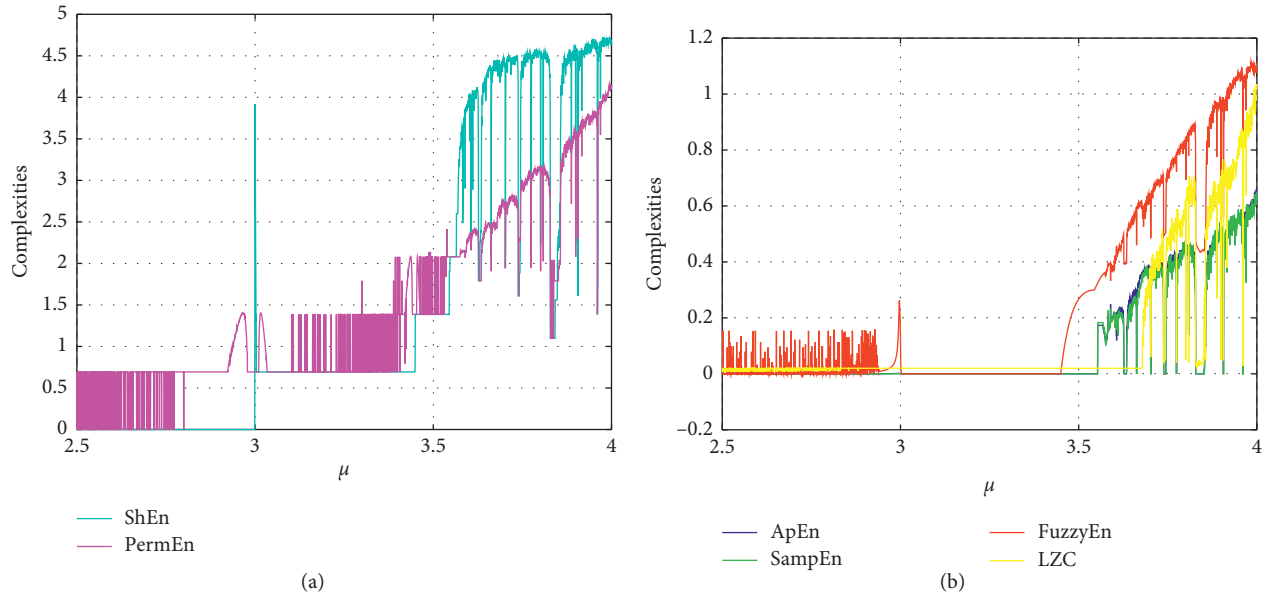 5
4.5
4
3.5
3
2.5
2
1.5
1
0.5
0
Complexities
2.5 3 3.5 4
μ
ShEn
PermEn
(a)
1.2
1
0.8
0.6
0.4
0.2
0
−0.2
Complexities
2.5 3 3.5 4
μ
ApEn FuzzyEn
SampEn LZC
(b)